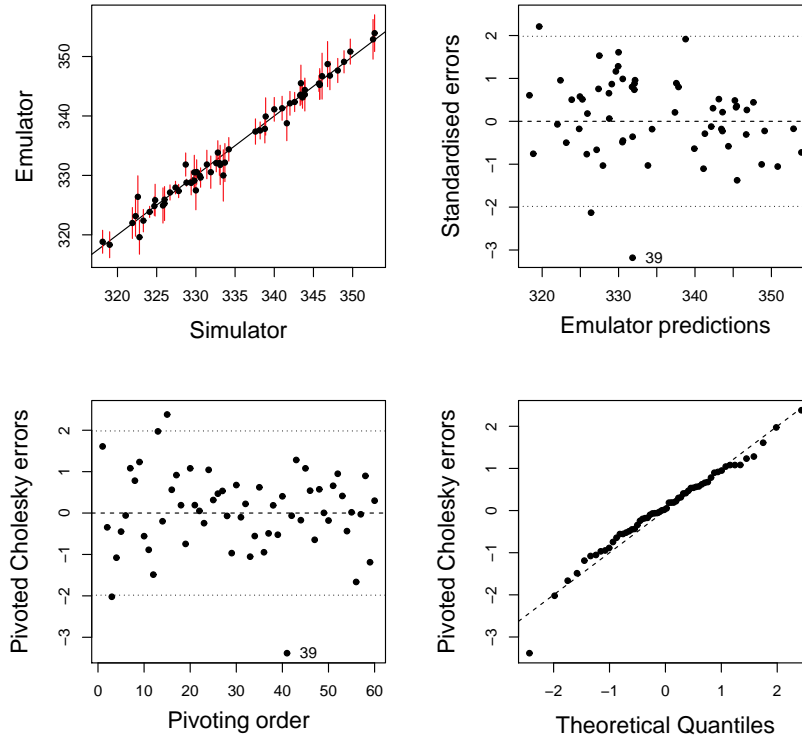 Emulator
320 330 340 350
320 325 330 335 340 345 350
Simulator
Standardised errors
−3 −2 −1 0 1 2
39
320 330 340 350
Emulator predictions
Pivoted Cholesky errors
−3 −2 −1 0 1 2
39
0 10 20 30 40 50 60
Pivoting order
Pivoted Cholesky errors
−3 −2 −1 0 1 2
−2 −1 0 1 2
Theoretical Quantiles